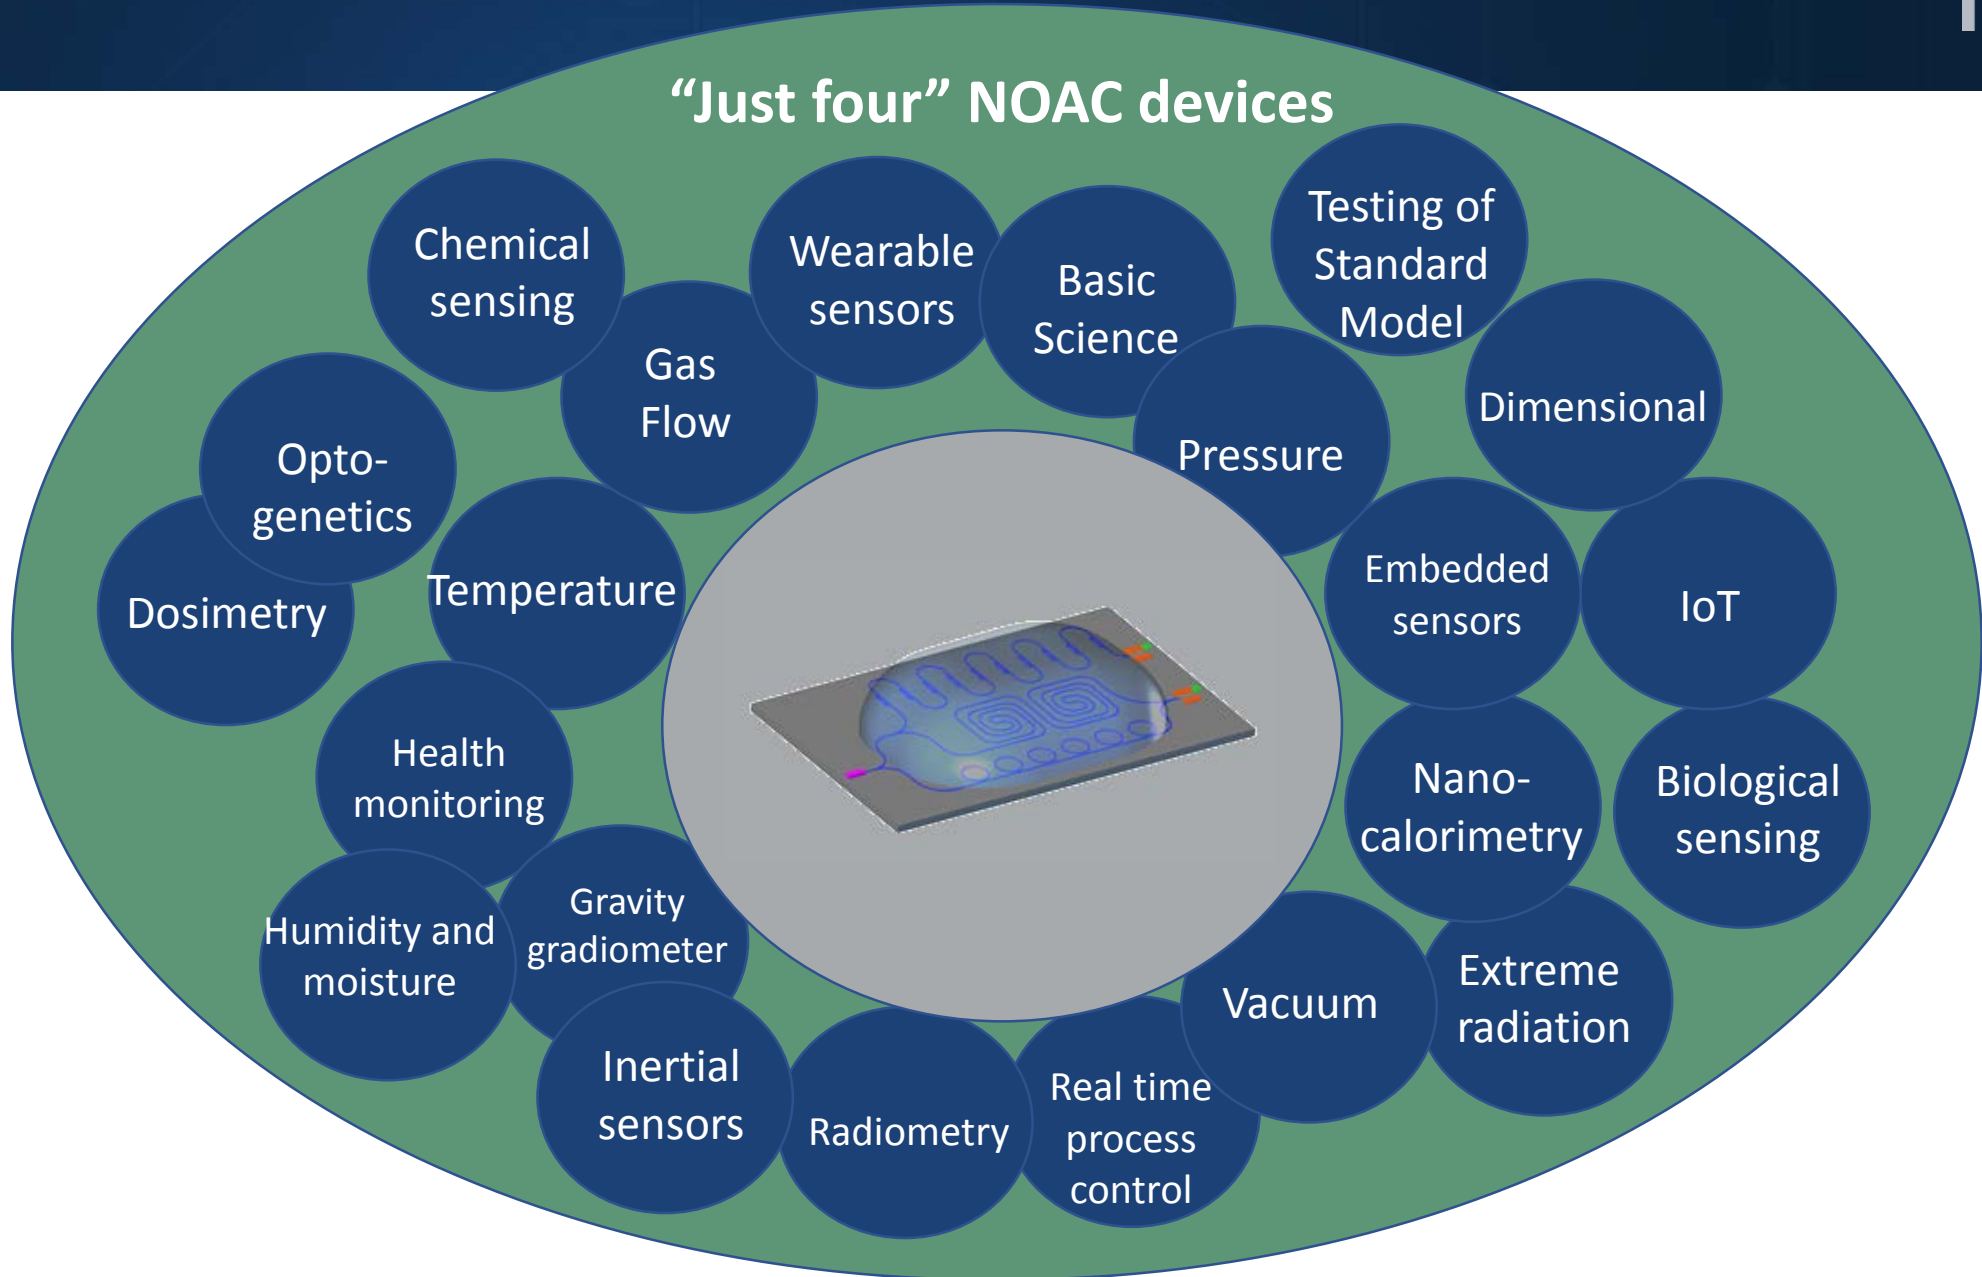 “Just four” NOAC devices
Chemical
sensing
Wearable
sensors
Basic
Science
Testing of
Standard
Model
Gas
Flow
Dimensional
Pressure
Opto-
genetics
Dosimetry
Temperature
Embedded
sensors
IoT
Health
monitoring
Nano-
calorimetry
Biological
sensing
Humidity and
moisture
Gravity
gradiometer
Vacuum
Extreme
radiation
Inertial
sensors
Radiometry
Real time
process
control